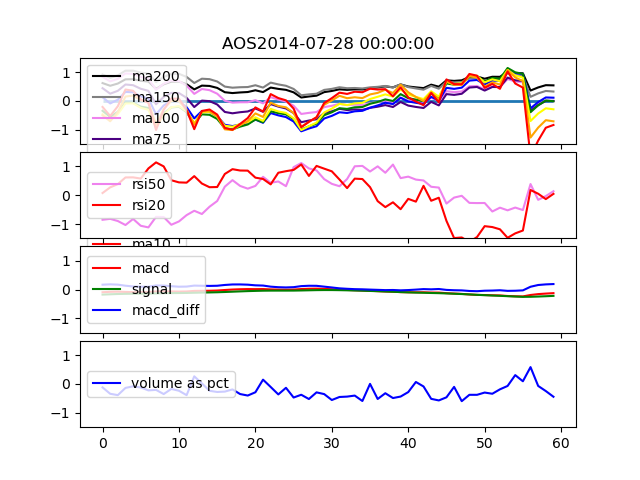 AOS2014-07-28 00:00:00
1
0
−1
ma200
ma150
ma100
ma75
1
0
−1
rsi50
rsi20
ma10
1
0
−1
macd
signal
macd_diff
1
0
−1
volume as pct
0 10 20 30 40 50 60